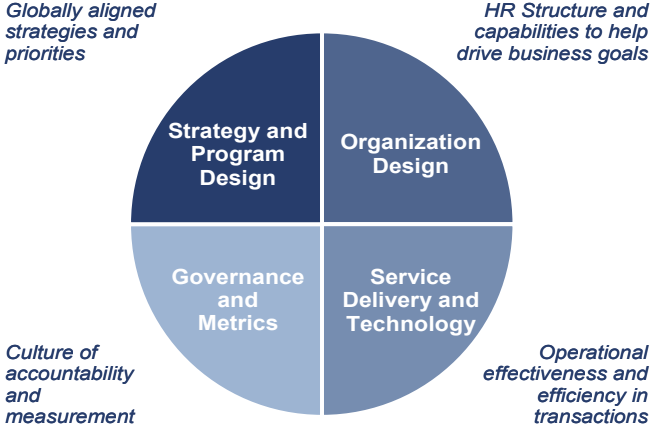 Globally aligned
strategies and
priorities
HR Structure and
capabilities to help
drive business goals
Strategy and
Program
Design
Organization
Design
Governance
and
Metrics
Service
Delivery and
Technology
Culture of
accountability
and
measurement
Operational
effectiveness and
efficiency in
transactions